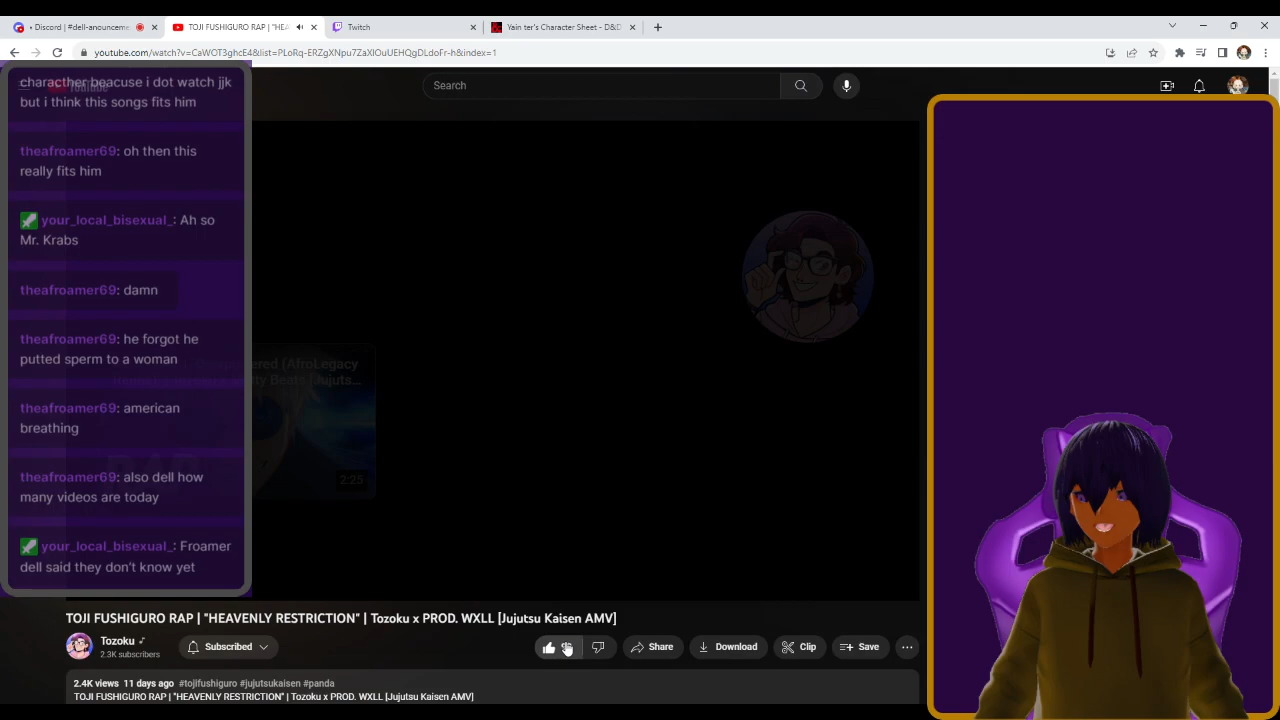 Discord | #dell-anounceme
TOJI FUSHIGURO RAP | "HEA
Twitch
Yain ter's Character Sheet - D&D
youtube.com/watch?v=CaWOT3ghcE4&list=PLoRq-ERZgXNpu7ZaXIOuUEHQgDLdoFr-h&index=1
Search
characther beacuse i dot watch jjk
but i think this songs fits him
theafroamer69: oh then this
really fits him
your_local_bisexual_: Ah so
Mr. Krabs
theafroamer69: damn
theafroamer69: he forgot he
putted sperm to a woman
theafroamer69: american
breathing
theafroamer69: also dell how
many videos are today
your_local_bisexual_: Froamer
dell said they don't know yet
[AfroLegacy
2:25
TOJI FUSHIGURO RAP | "HEAVENLY RESTRICTION" | Tozoku x PROD. WXLL [Jujutsu Kaisen AMV]
Tozoku
2.3K subscribers
Subscribed
Share
Download
Clip
Save
2.4K views 11 days ago #tojifushiguro #jujutsukaisen #panda
TOJI FUSHIGURO RAP | "HEAVENLY RESTRICTION" | Tozoku x PROD. WXLL [Jujutsu Kaisen AMV]